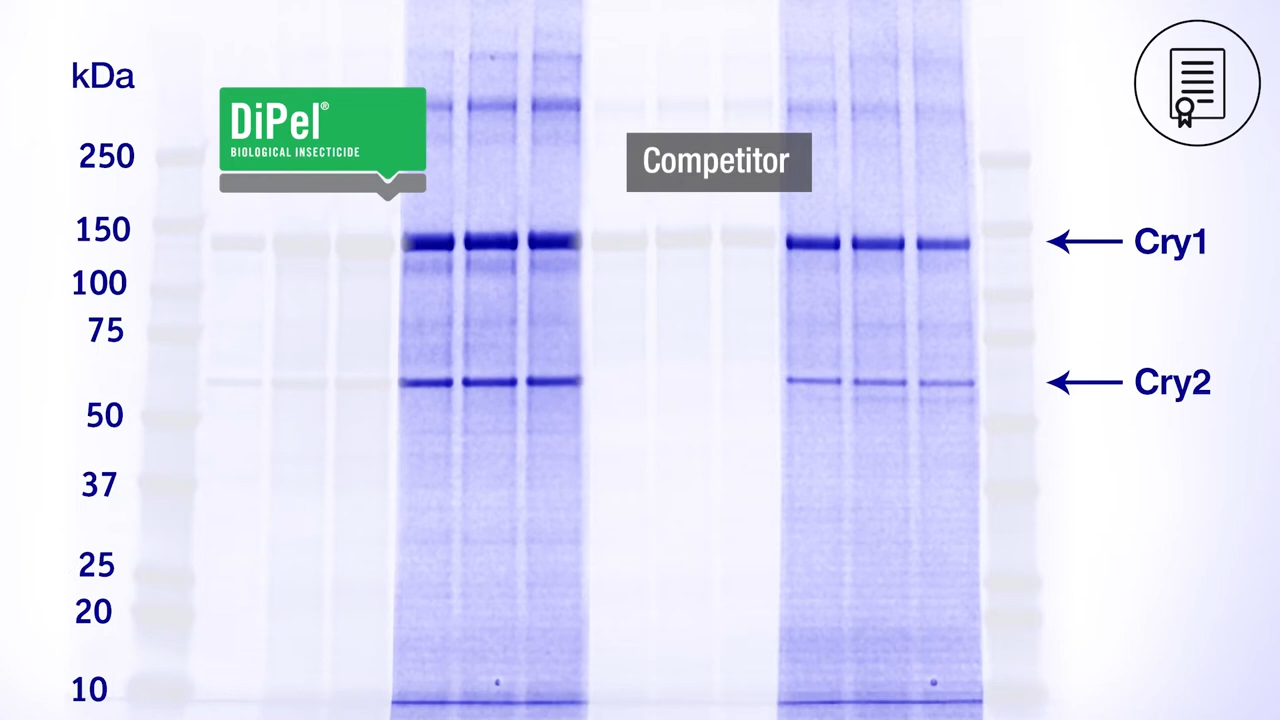 kDa
250
150
100
75
50
37
25
20
10
DiPel®
BIOLOGICAL INSECTICIDE
Competitor
Cry1
Cry2